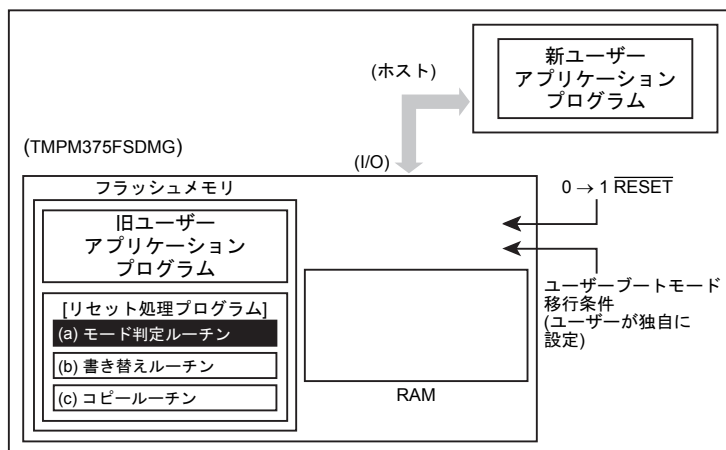 新ユーザー
アプリケーション
プログラム
(ホスト)
(TMPM375FSDMG)
(I/O)
フラッシュメモリ
旧ユーザー
アプリケーション
プログラム
[リセット処理プログラム]
(a) モード判定ルーチン
(b) 書き替えルーチン
(c) コピールーチン
RAM
0 → 1 RESET
ユーザーブートモード
移行条件
(ユーザーが独自に
設定)